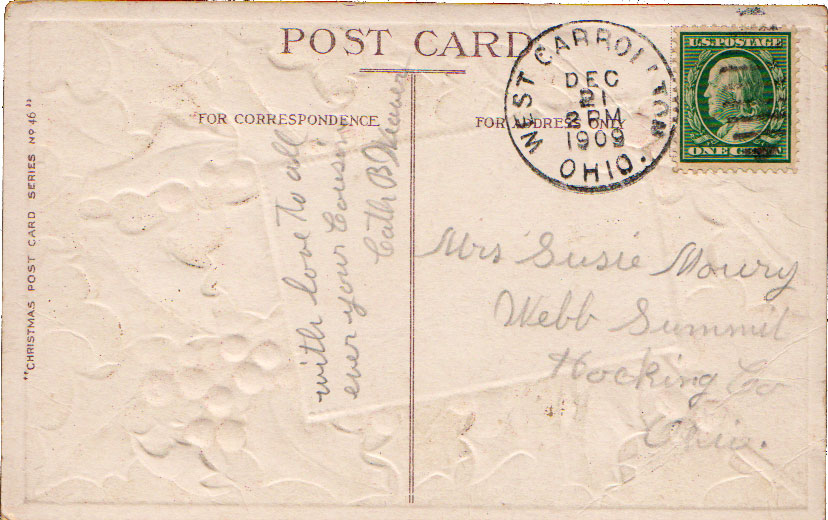 POST CARD
FOR CORRESPONDENCE
FOR ADDRESS ONLY
"CHRISTMAS POST CARD SERIES NO 46"
WEST CARROLLTON
OHIO.
DEC
21
2 PM
1909
U.S. POSTAGE
ONE CENT
with love to all
ever your Cousin
Cath B
Mrs Susie Moury
Webb Summit
Hocking Co
Ohio.